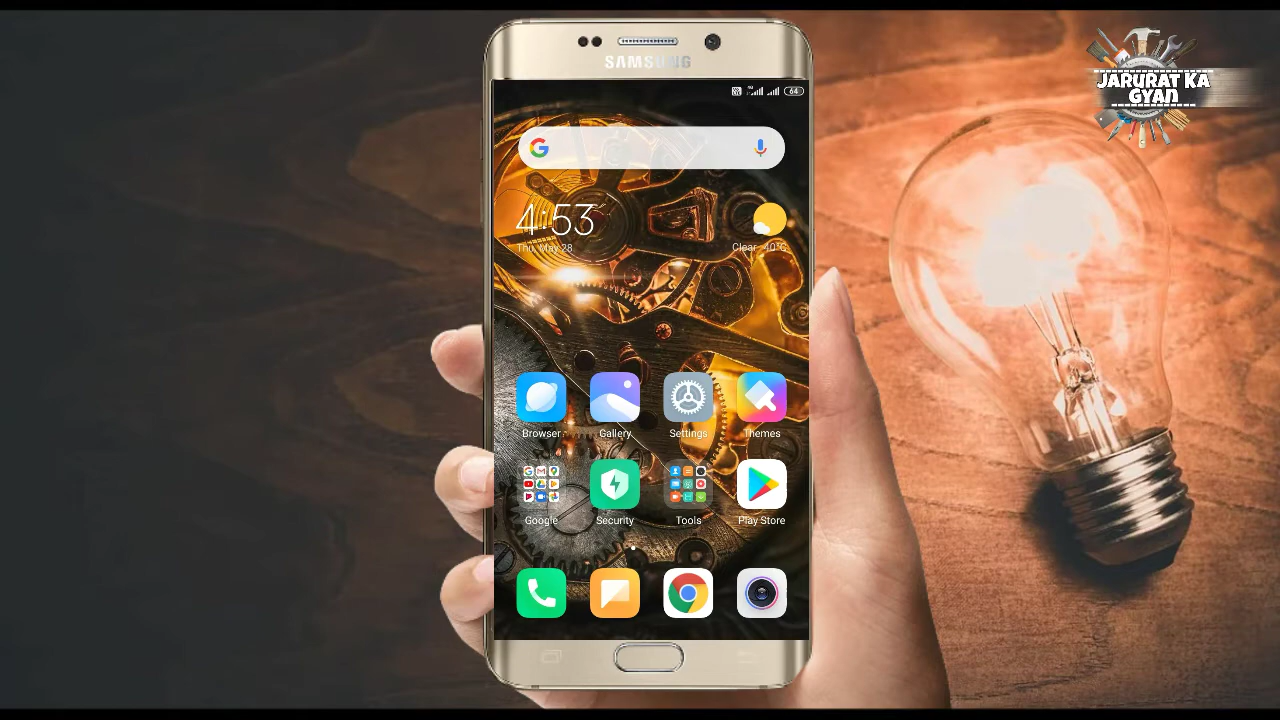 JARURAT KA
GYAN
SAMSUNG
64
4:53
Thu, May 28
Clear 40°C
Browser
Gallery
Settings
Themes
Google
Security
Tools
Play Store